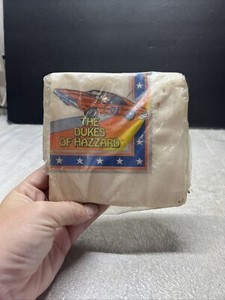 THE
DUKES
OF HAZZARD